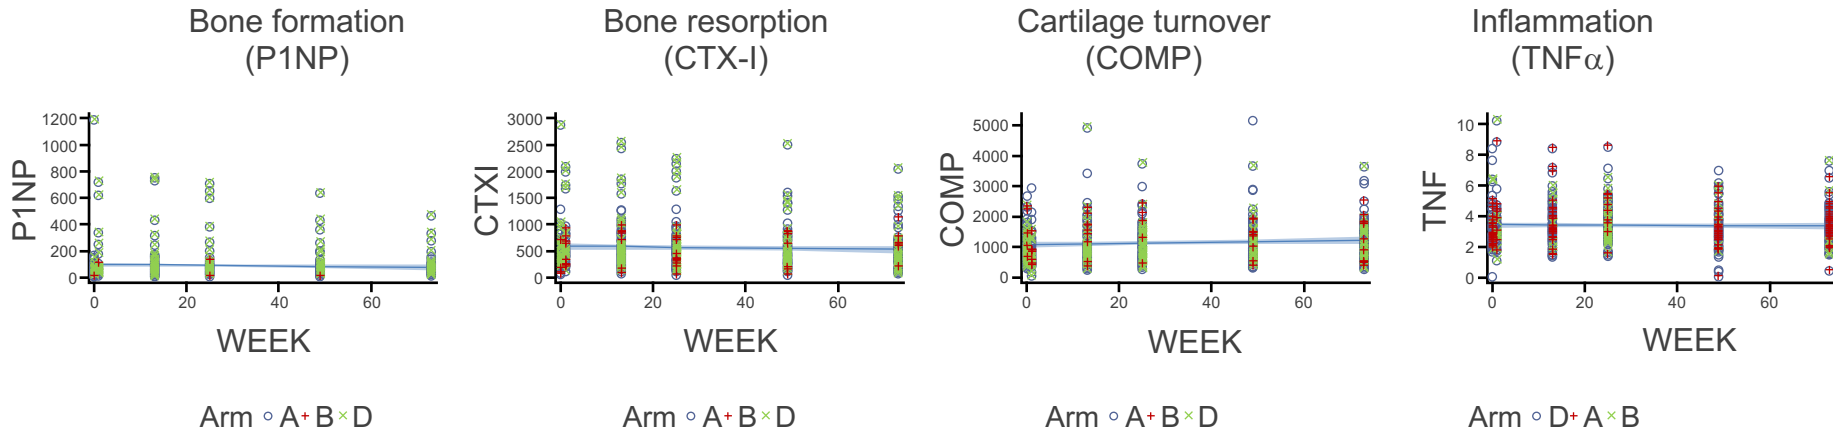 Bone formation
(P1NP)
Bone resorption
(CTX-I)
Cartilage turnover
(COMP)
Inflammation
(TNFα)
P1NP
1200
1000
800
600
400
200
0
0 20 40 60
WEEK
Arm A B D
CTXI
3000
2500
2000
1500
1000
500
0
0 20 40 60
WEEK
Arm A B D
COMP
5000
4000
3000
2000
1000
0
0 20 40 60
WEEK
Arm A B D
TNF
10
8
6
4
2
0
0 20 40 60
WEEK
Arm D A B